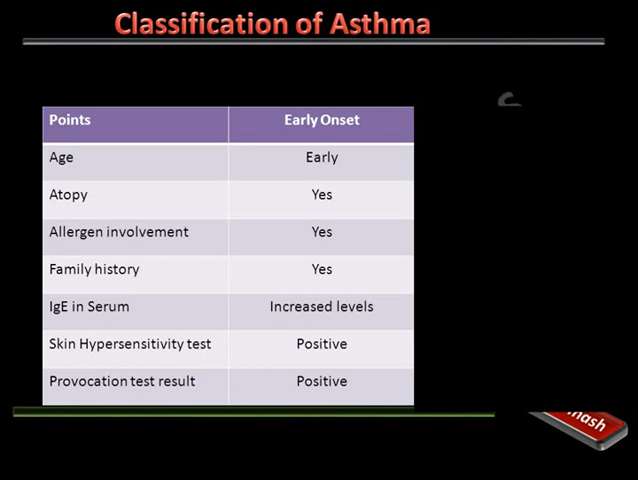 Classification of Asthma
Points Early Onset
Age Early
Atopy Yes
Allergen involvement Yes
Family history Yes
IgE in Serum Increased levels
Skin Hypersensitivity test Positive
Provocation test result Positive